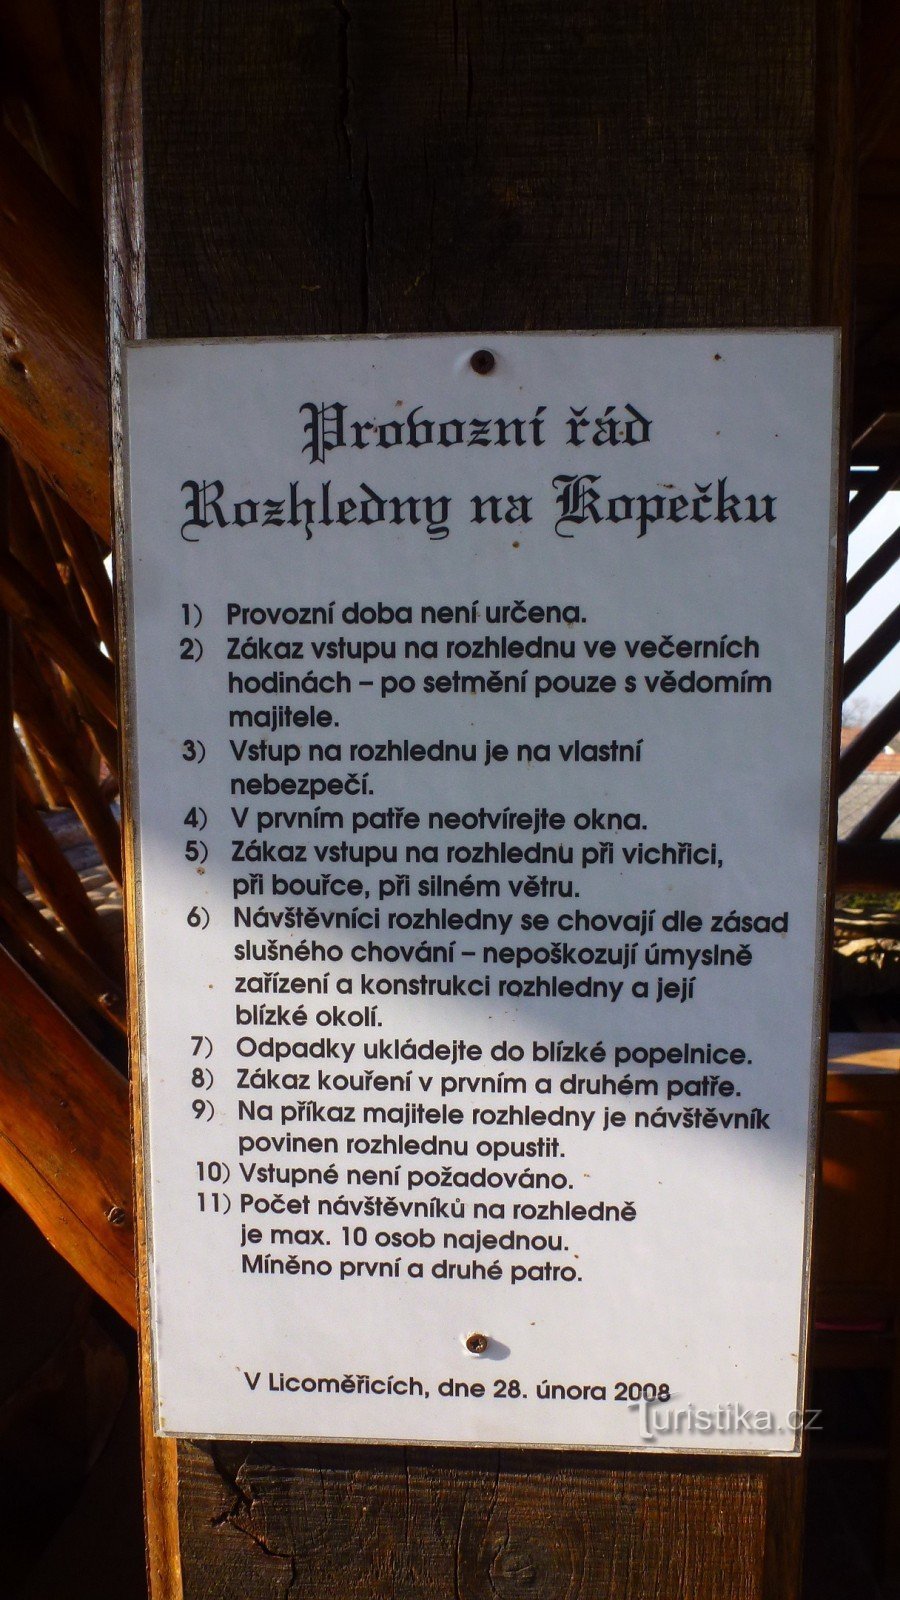 Provozní řád
Rozhledny na Kopečku
1) Provozní doba není určena.
2) Zákaz vstupu na rozhlednu ve večerních
hodinách – po setmění pouze s vědomím
majitele.
3) Vstup na rozhlednu je na vlastní
nebezpečí.
4) V prvním patře neotvírejte okna.
5) Zákaz vstupu na rozhlednu při vichřici,
při bouřce, při silném větru.
6) Návštěvníci rozhledny se chovají dle zásad
slušného chování – nepoškozují úmyslně
zařízení a konstrukci rozhledny a její
blízké okolí.
7) Odpadky ukládejte do blízké popelnice.
8) Zákaz kouření v prvním a druhém patře.
9) Na příkaz majitele rozhledny je návštěvník
povinen rozhlednu opustit.
10) Vstupné není požadováno.
11) Počet návštěvníků na rozhledně
je max. 10 osob najednou.
Míněno první a druhé patro.
V Licoměřicích, dne 28. února 2008
Turistika.cz